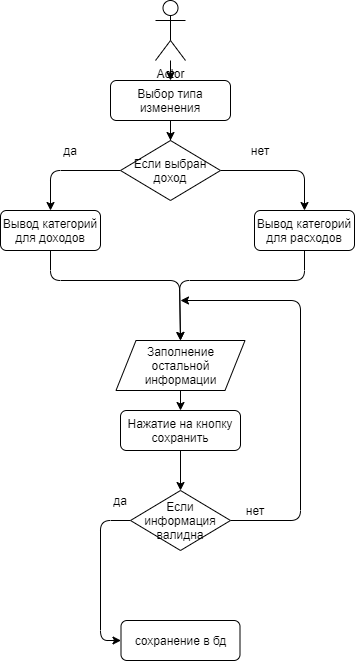 Actor
Выбор типа
изменения
Если выбран
доход
да
нет
Вывод категорий
для доходов
Вывод категорий
для расходов
Заполнение
остальной
информации
Нажатие на кнопку
сохранить
Если
информация
валидна
да
нет
сохранение в бд